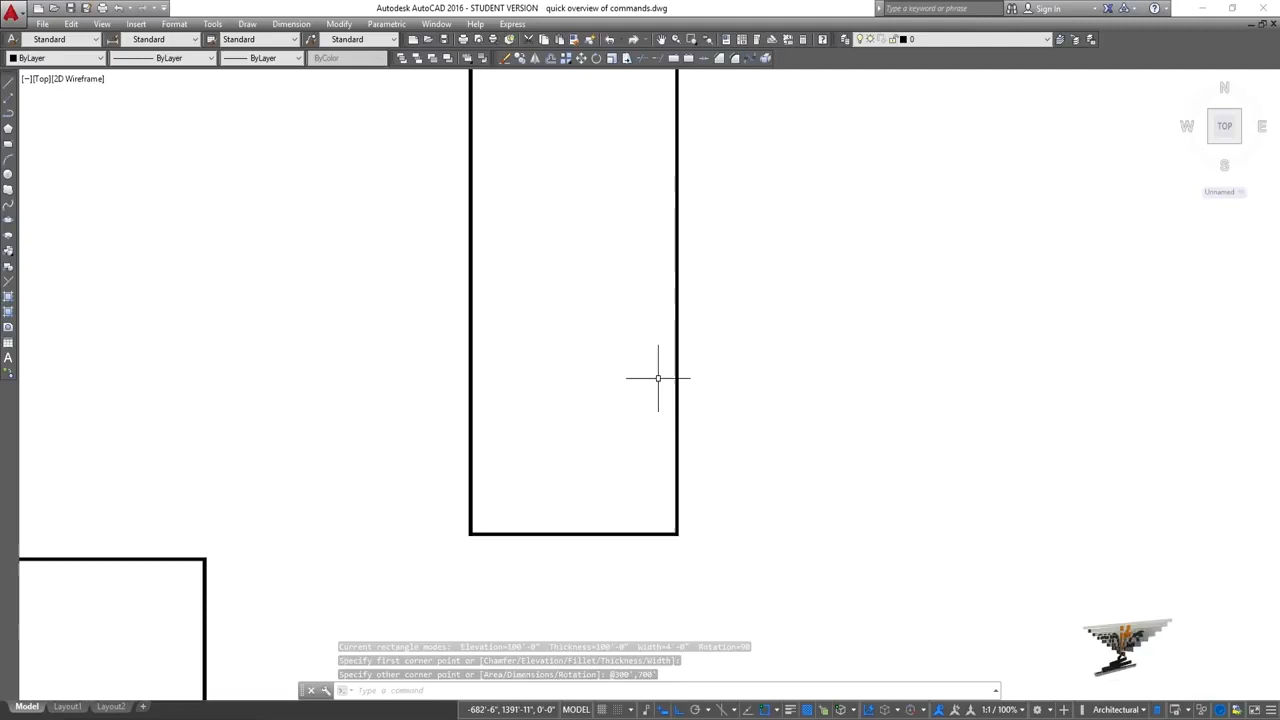 Autodesk AutoCAD 2016 - STUDENT VERSION quick overview of commands.dwg
Type a keyword or phrase
Sign In
File Edit View Insert Format Tools Draw Dimension Modify Parametric Window Help Express
Standard Standard Standard Standard 0
ByLayer ByLayer ByLayer ByColor
[−][Top][2D Wireframe]
N
W TOP E
S
Unnamed
Current rectangle modes: Elevation=100'-0" Thickness=100'-0" Width=4'-0" Rotation=90
Specify first corner point or [Chamfer/Elevation/Fillet/Thickness/Width]:
Specify other corner point or [Area/Dimensions/Rotation]: @300',700'
Type a command
Model Layout1 Layout2 +
-682'-6", 1391'-11", 0'-0" MODEL 1:1 / 100% Architectural